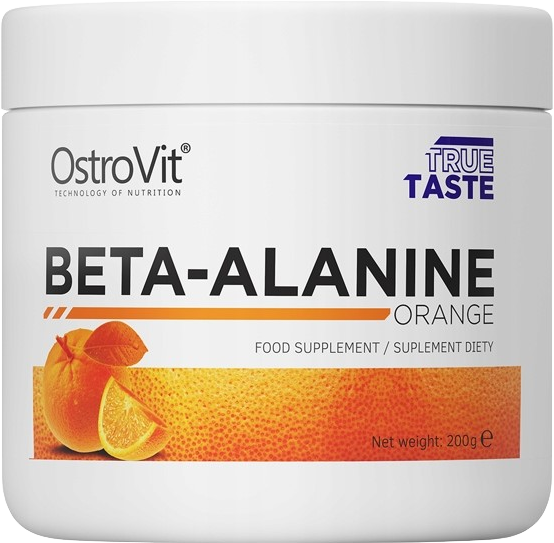 OstroVit®
TECHNOLOGY OF NUTRITION
TRUE
TASTE
BETA-ALANINE
ORANGE
FOOD SUPPLEMENT / SUPLEMENT DIETY
Net weight: 200g ℮